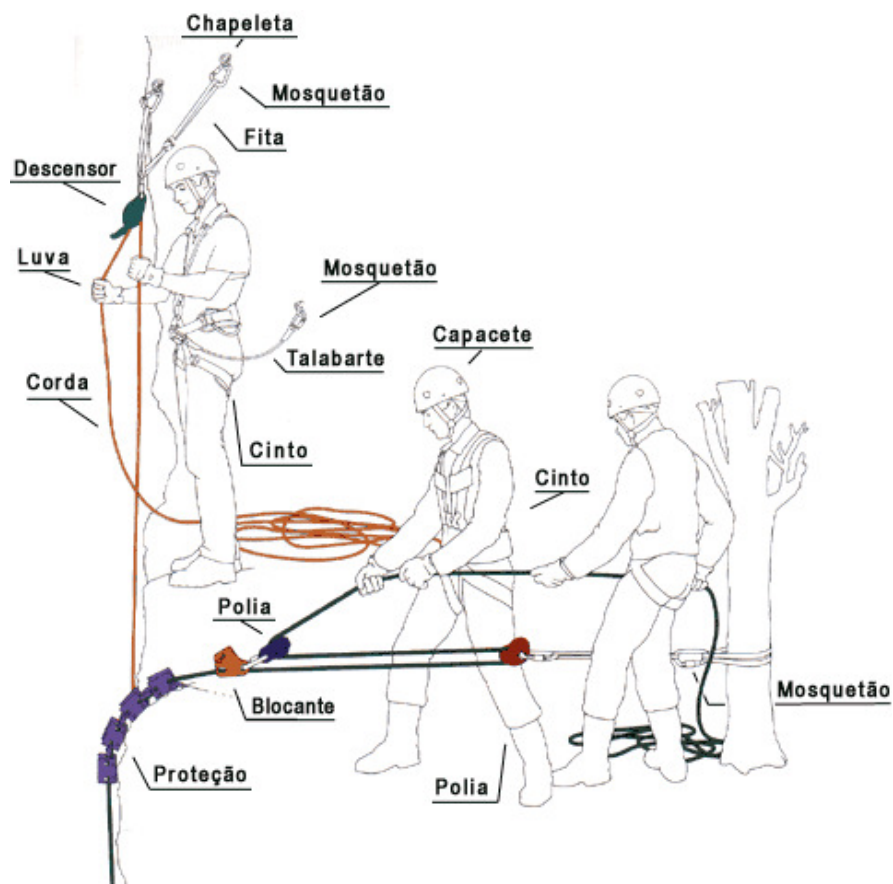 Chapeleta
Mosquetão
Fita
Descensor
Luva
Mosquetão
Capacete
Talabarte
Corda
Cinto
Cinto
Polia
Blocante
Mosquetão
Proteção
Polia